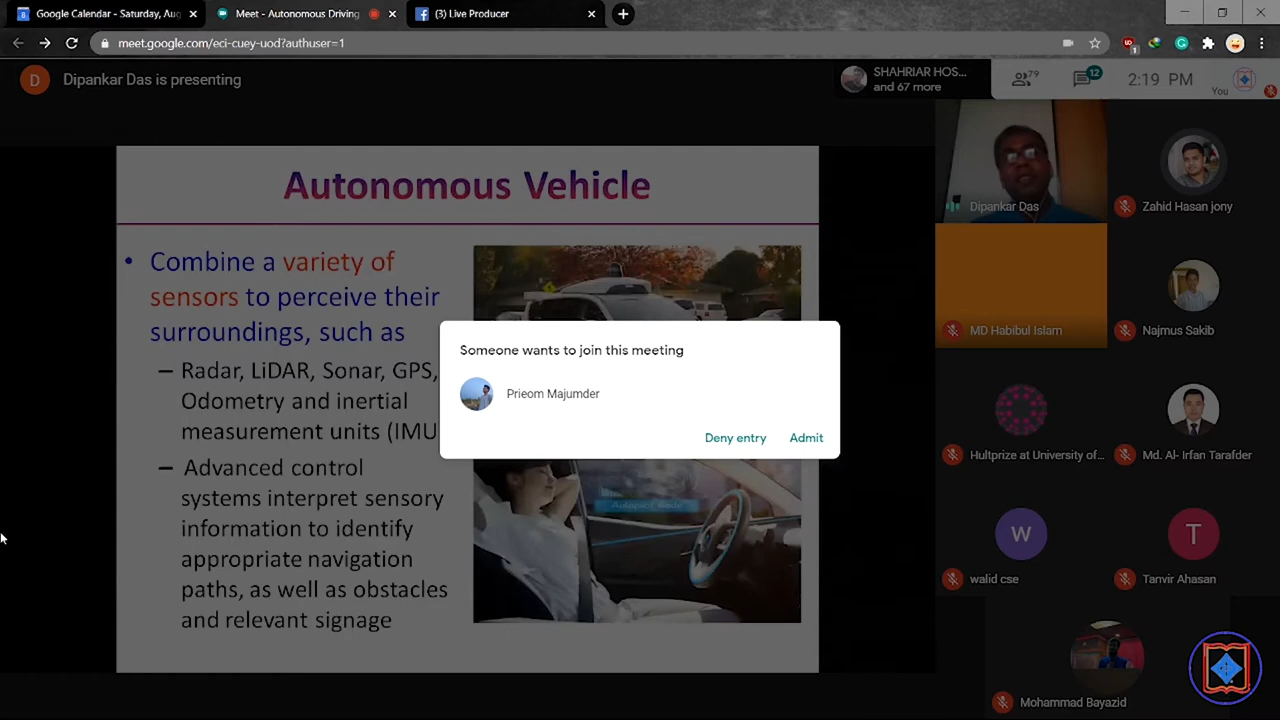 Google Calendar - Saturday, Aug
Meet - Autonomous Driving
(3) Live Producer
meet.google.com/eci-cuey-uod?authuser=1
D
Dipankar Das is presenting
SHAHRIAR HOS...
and 67 more
79
12
2:19 PM
You
Autonomous Vehicle
• Combine a variety of
sensors to perceive their
surroundings, such as
– Radar, LiDAR, Sonar, GPS,
Odometry and inertial
measurement units (IMU
– Advanced control
systems interpret sensory
information to identify
appropriate navigation
paths, as well as obstacles
and relevant signage
Autopilot Mode
Someone wants to join this meeting
Prieom Majumder
Deny entry
Admit
Dipankar Das
Zahid Hasan jony
MD Habibul Islam
Najmus Sakib
Hultprize at University of...
Md. Al- Irfan Tarafder
W
walid cse
T
Tanvir Ahasan
Mohammad Bayazid